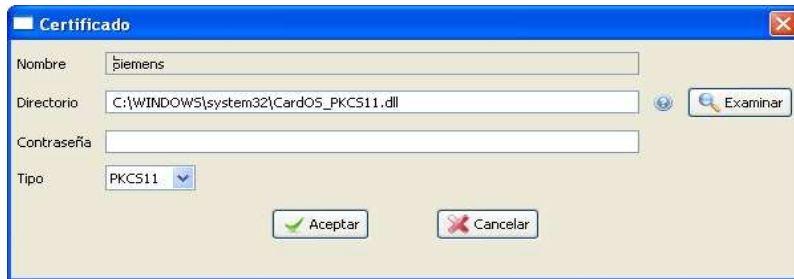 Certificado
Nombre siemens
Directorio C:\WINDOWS\system32\CardOS_PKCS11.dll Examinar
Contraseña
Tipo PKCS11
Aceptar Cancelar